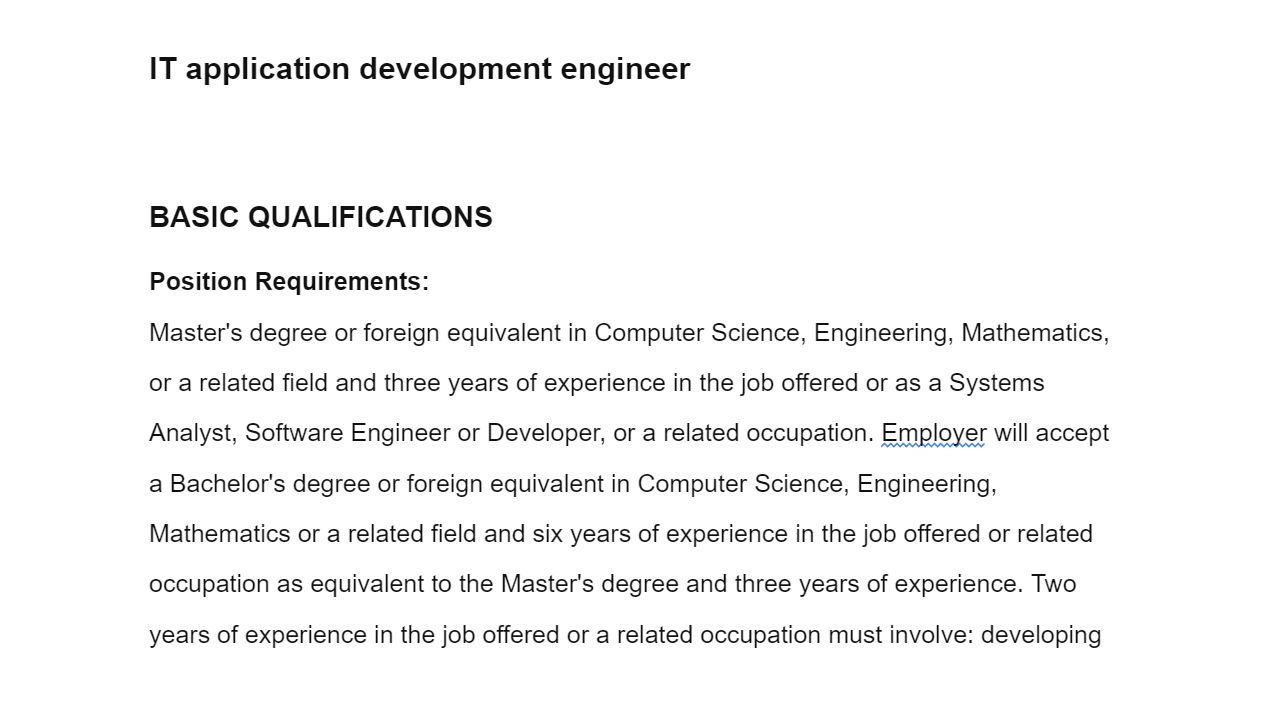 IT application development engineer
BASIC QUALIFICATIONS
Position Requirements:
Master's degree or foreign equivalent in Computer Science, Engineering, Mathematics,
or a related field and three years of experience in the job offered or as a Systems
Analyst, Software Engineer or Developer, or a related occupation. Employer will accept
a Bachelor's degree or foreign equivalent in Computer Science, Engineering,
Mathematics or a related field and six years of experience in the job offered or related
occupation as equivalent to the Master's degree and three years of experience. Two
years of experience in the job offered or a related occupation must involve: developing